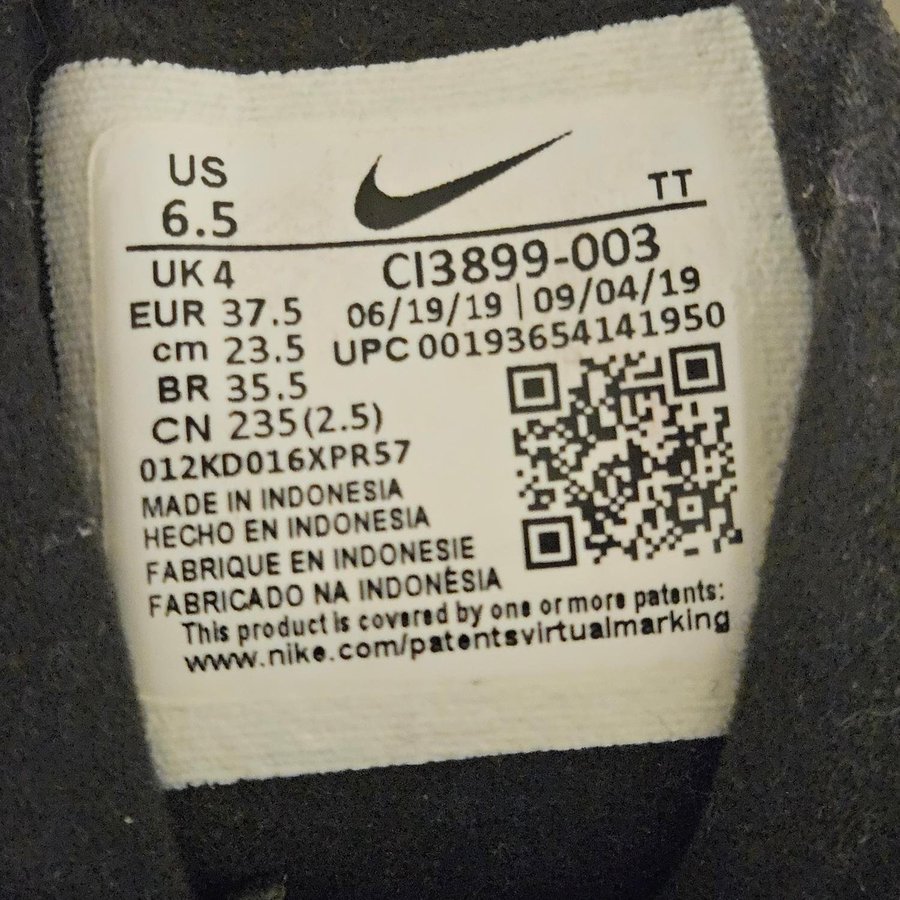 US
6.5
TT
UK 4
CI3899-003
EUR 37.5
06/19/19 | 09/04/19
cm 23.5
UPC 00193654141950
BR 35.5
CN 235(2.5)
012KD016XPR57
MADE IN INDONESIA
HECHO EN INDONESIA
FABRIQUE EN INDONESIE
FABRICADO NA INDONÉSIA
This product is covered by one or more patents:
www.nike.com/patentsvirtualmarking